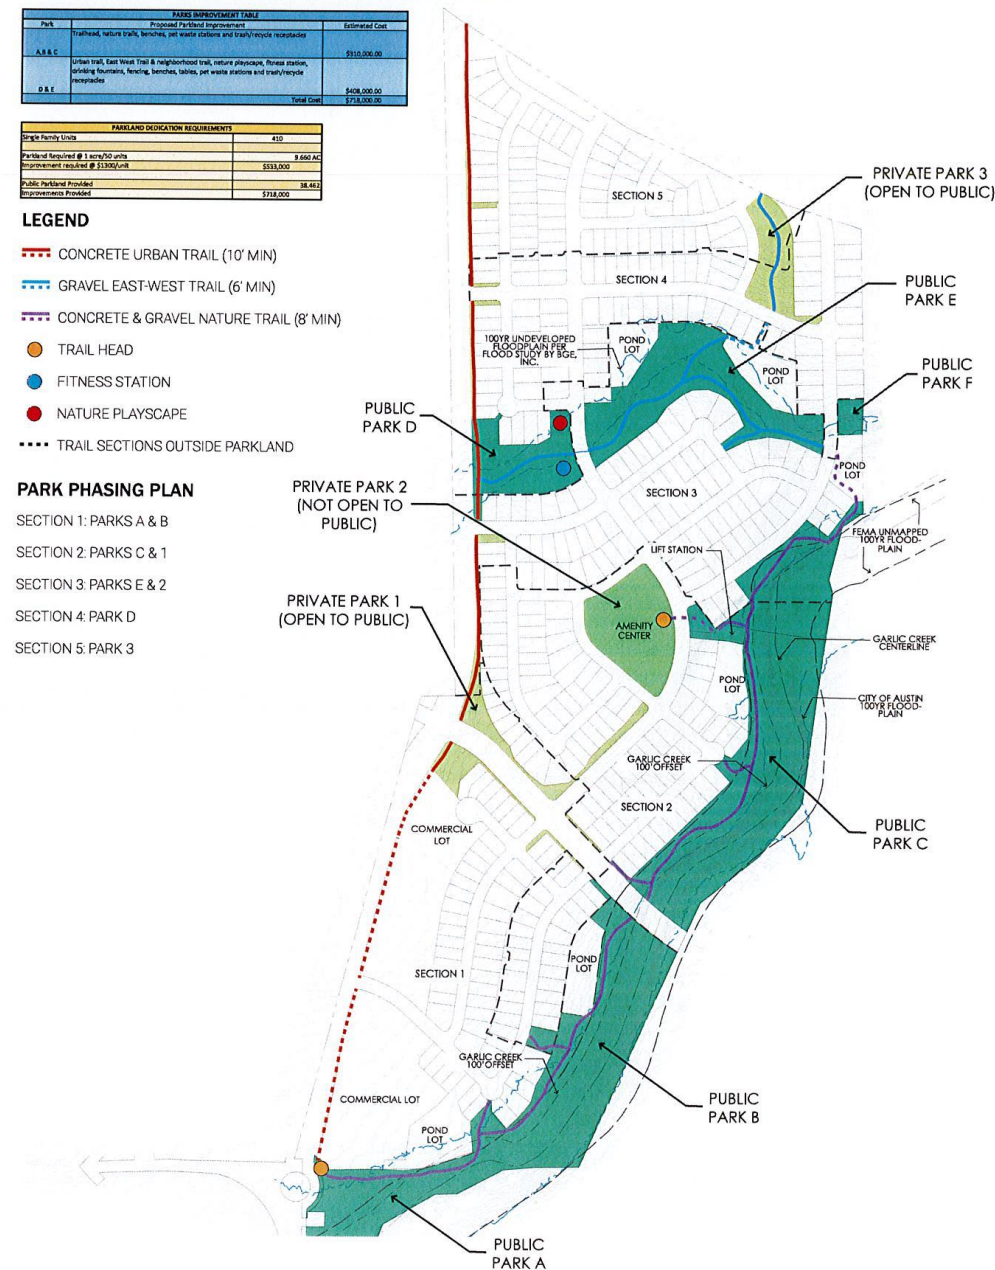 PARKS IMPROVEMENT TABLE
Park Proposed Parkland Improvement Estimated Cost
Trailhead, nature trails, benches, pet waste stations and trash/recycle receptacles
A,B & C $310,000.00
Urban trail, East West Trail & neighborhood trail, nature playscape, fitness station,
drinking fountains, fencing, benches, tables, pet waste stations and trash/recycle
receptacles
D & E $408,000.00
Total Cost $718,000.00
PARKLAND DEDICATION REQUIREMENTS
Single Family Units 410
Parkland Required @ 1 acre/50 units 9.660 AC
Improvement required @ $1300/unit $533,000
Public Parkland Provided 38.462
Improvements Provided $718,000
LEGEND
CONCRETE URBAN TRAIL (10' MIN)
GRAVEL EAST-WEST TRAIL (6' MIN)
CONCRETE & GRAVEL NATURE TRAIL (8' MIN)
TRAIL HEAD
FITNESS STATION
NATURE PLAYSCAPE
TRAIL SECTIONS OUTSIDE PARKLAND
PARK PHASING PLAN
SECTION 1: PARKS A & B
SECTION 2: PARKS C & 1
SECTION 3: PARKS E & 2
SECTION 4: PARK D
SECTION 5: PARK 3
PRIVATE PARK 3
(OPEN TO PUBLIC)
SECTION 5
SECTION 4
PUBLIC
PARK E
100YR UNDEVELOPED
FLOODPLAIN PER
FLOOD STUDY BY BGE,
INC.
POND
LOT
POND
LOT
PUBLIC
PARK F
PUBLIC
PARK D
POND
LOT
PRIVATE PARK 2
(NOT OPEN TO
PUBLIC)
SECTION 3
FEMA UNMAPPED
100YR FLOOD-
PLAIN
LIFT STATION
PRIVATE PARK 1
(OPEN TO PUBLIC)
AMENITY
CENTER
GARLIC CREEK
CENTERLINE
POND
LOT
CITY OF AUSTIN
100YR FLOOD-
PLAIN
GARLIC CREEK
100' OFFSET
SECTION 2
COMMERCIAL
LOT
PUBLIC
PARK C
SECTION 1
POND
LOT
GARLIC CREEK
100' OFFSET
COMMERCIAL LOT
POND
LOT
PUBLIC
PARK B
PUBLIC
PARK A